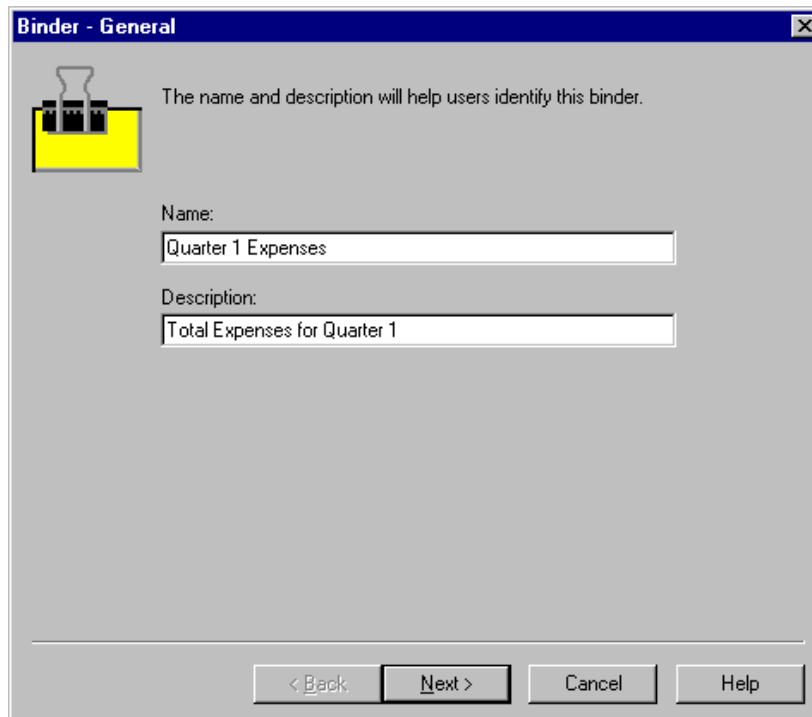 Binder - General
The name and description will help users identify this binder.
Name:
Quarter 1 Expenses
Description:
Total Expenses for Quarter 1
< Back
Next >
Cancel
Help